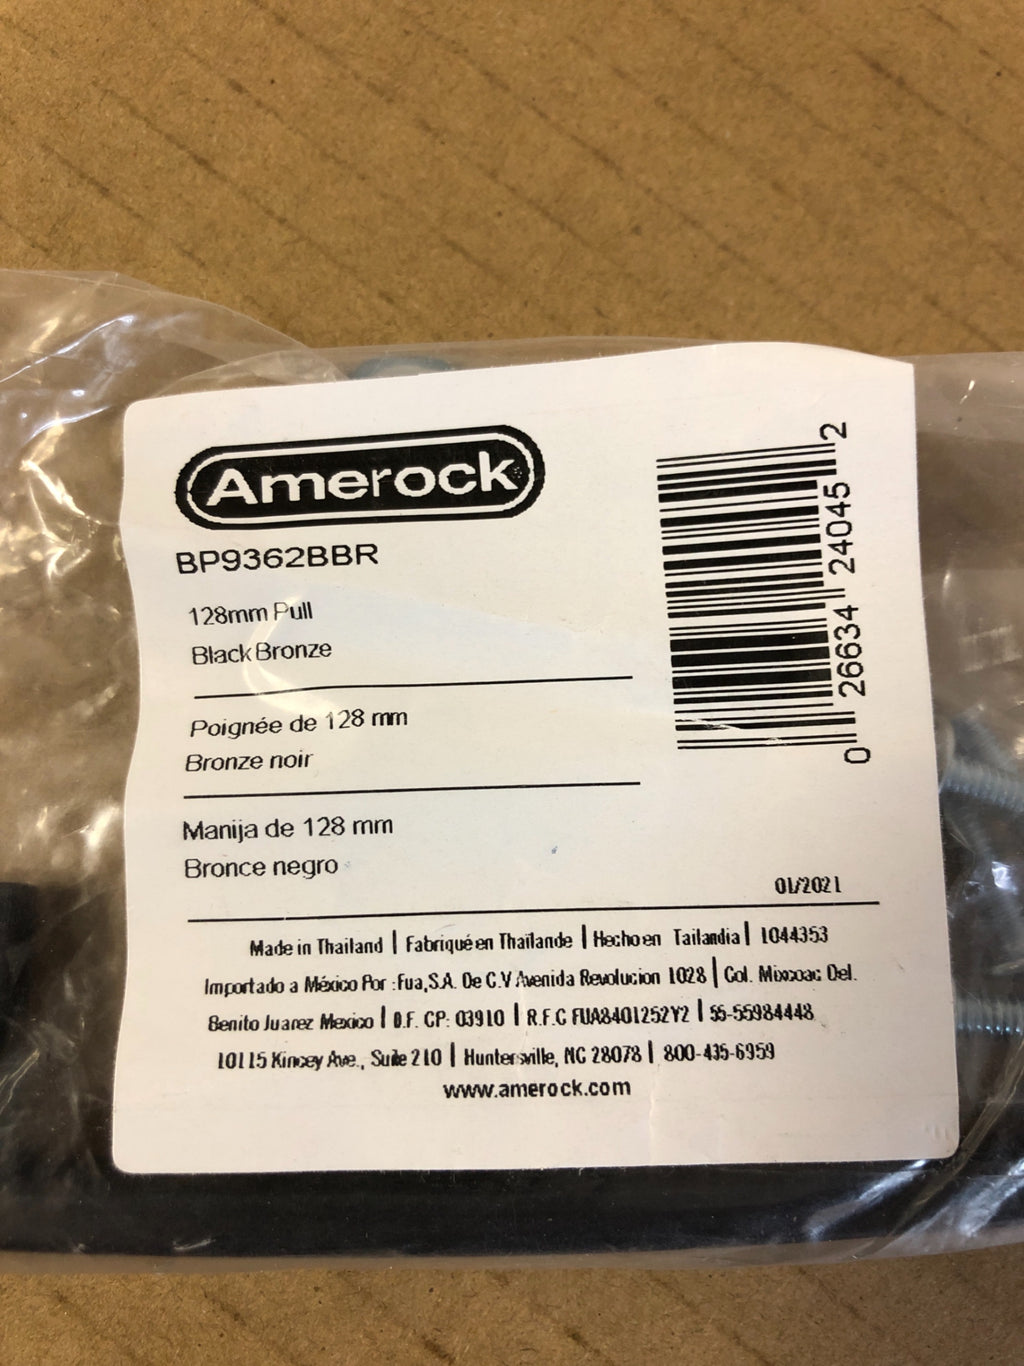 Amerock
BP9362BBR
128mm Pull
Black Bronze
Poignée de 128 mm
Bronze noir
Manija de 128 mm
Bronce negro
0 26634 24045 2
01/2021
Made in Thailand | Fabriqué en Thaïlande | Hecho en Tailandia | 1044353
Importado a México Por :Fua,S.A. De C.V Avenida Revolucion 1028 | Col. Mixcoac Del.
Benito Juarez Mexico | D.F. CP: 03910 | R.F.C FUA8401252Y2 | 55-55984448
10115 Kincey Ave., Suite 210 | Huntersville, NC 28078 | 800-435-6959
www.amerock.com